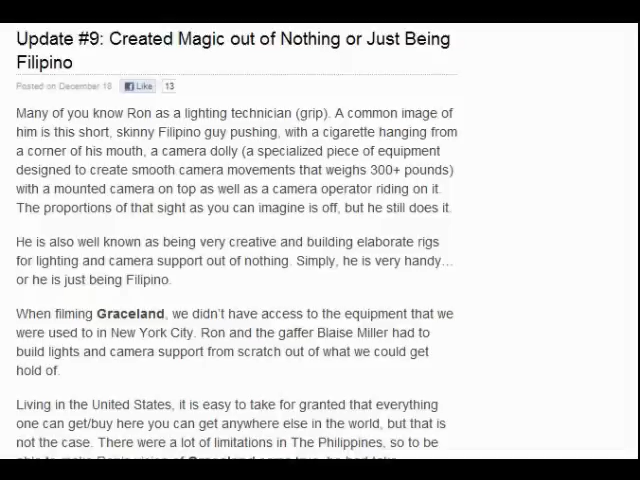 Update #9: Created Magic out of Nothing or Just Being
Filipino
Posted on December 18 Like 13
Many of you know Ron as a lighting technician (grip). A common image of
him is this short, skinny Filipino guy pushing, with a cigarette hanging from
a corner of his mouth, a camera dolly (a specialized piece of equipment
designed to create smooth camera movements that weighs 300+ pounds)
with a mounted camera on top as well as a camera operator riding on it.
The proportions of that sight as you can imagine is off, but he still does it.
He is also well known as being very creative and building elaborate rigs
for lighting and camera support out of nothing. Simply, he is very handy…
or he is just being Filipino.
When filming Graceland, we didn't have access to the equipment that we
were used to in New York City. Ron and the gaffer Blaise Miller had to
build lights and camera support from scratch out of what we could get
hold of.
Living in the United States, it is easy to take for granted that everything
one can get/buy here you can get anywhere else in the world, but that is
not the case. There were a lot of limitations in The Philippines, so to be